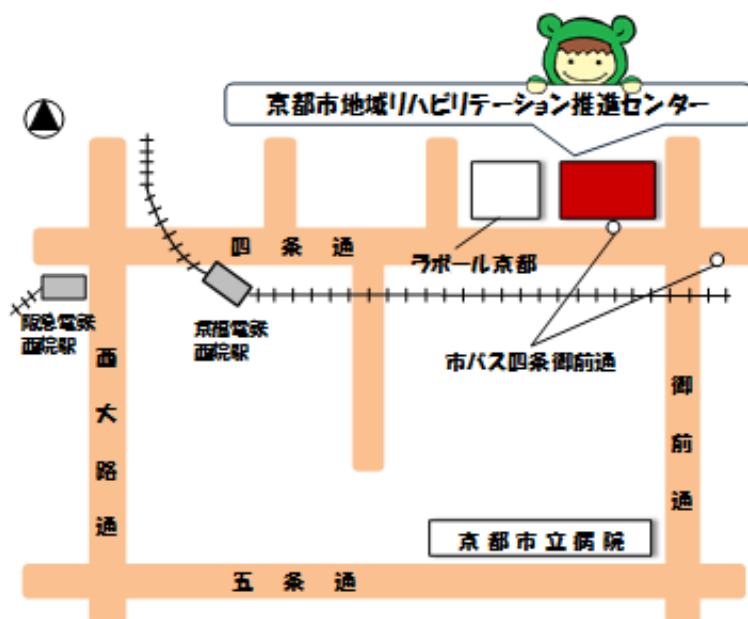 京都市地域リハビリテーション推進センター
四条通
ラポール京都
阪急電鉄
西院駅
京福電鉄
西院駅
市バス四条御前通
西大路通
御前通
京都市立病院
五条通